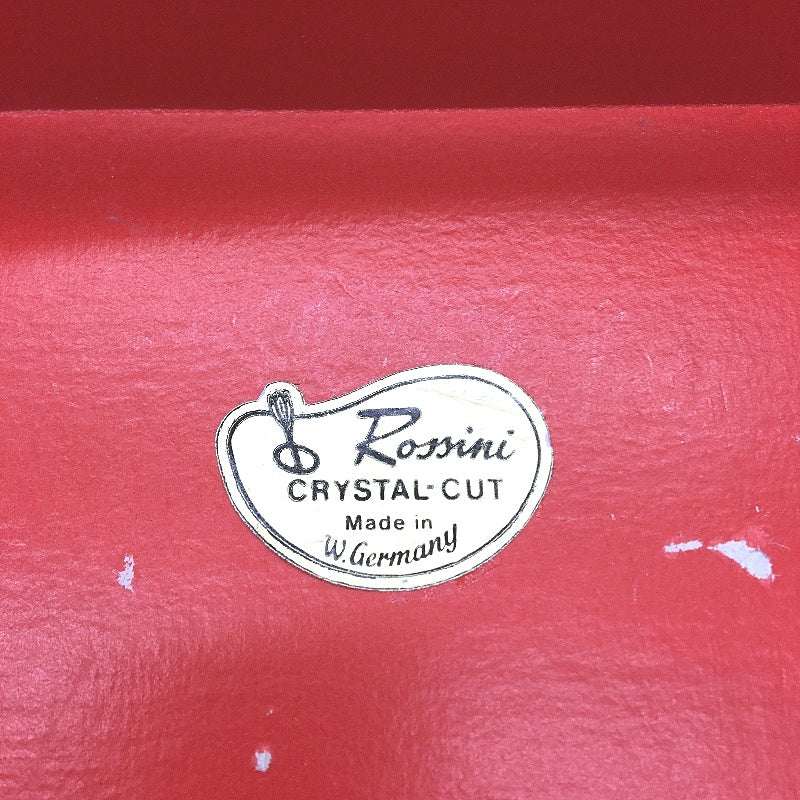 Rossini
CRYSTAL-CUT
Made in
W. Germany